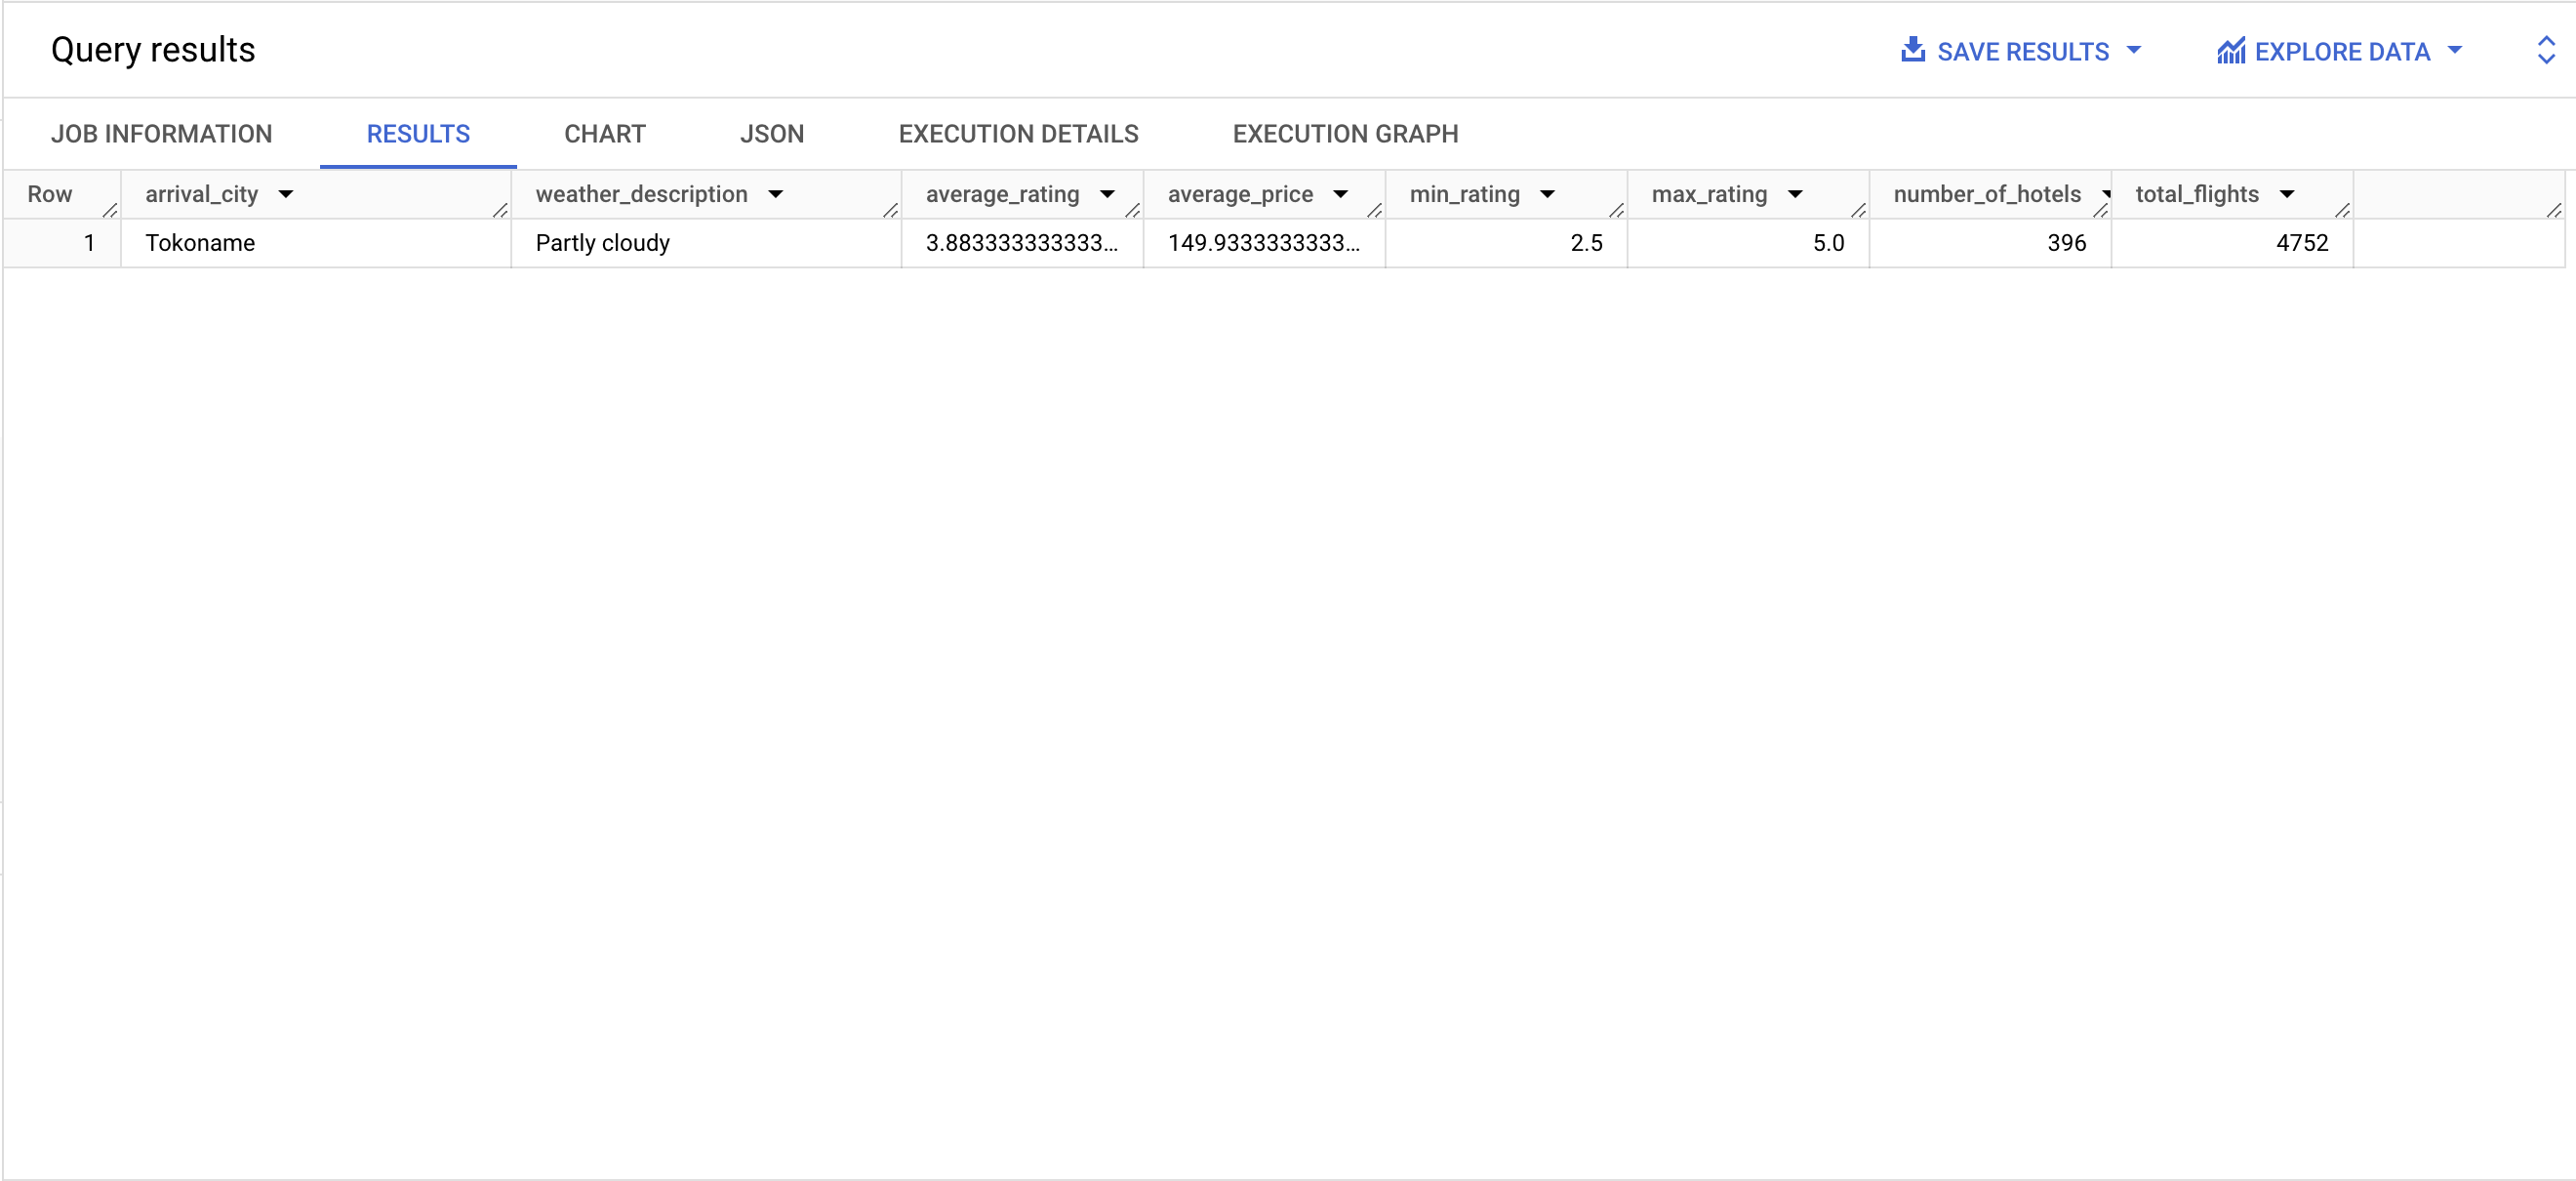 Query results SAVE RESULTS EXPLORE DATA
JOB INFORMATION RESULTS CHART JSON EXECUTION DETAILS EXECUTION GRAPH
Row arrival_city weather_description average_rating average_price min_rating max_rating number_of_hotels total_flights
1 Tokoname Partly cloudy 3.883333333333... 149.9333333333... 2.5 5.0 396 4752